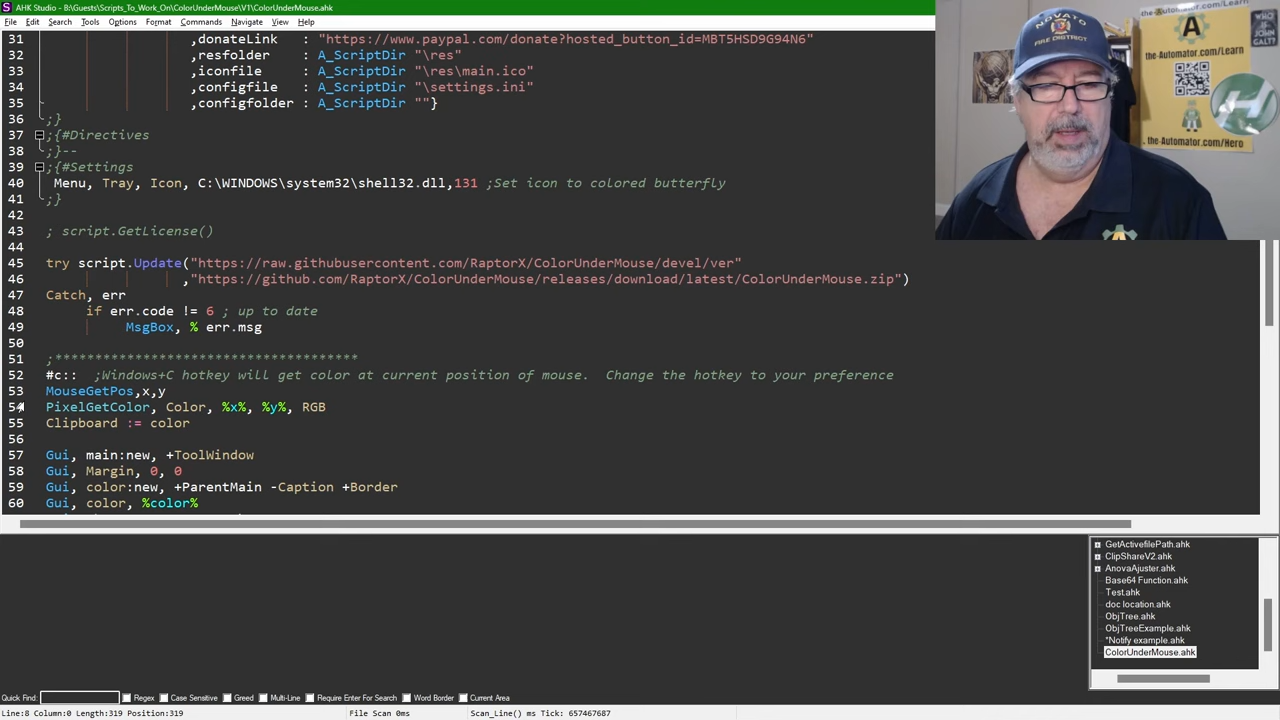 AHK Studio - B:\Guests\Scripts_To_Work_On\ColorUnderMouse\V1\ColorUnderMouse.ahk
File Edit Search Tools Options Format Commands Navigate View Help
31 ,donateLink : "https://www.paypal.com/donate?hosted_button_id=MBT5HSD9G94N6"
32 ,resfolder : A_ScriptDir "\res"
33 ,iconfile : A_ScriptDir "\res\main.ico"
34 ,configfile : A_ScriptDir "\settings.ini"
35 ,configfolder : A_ScriptDir ""}
36 ;}
37 ;{#Directives
38 ;}--
39 ;{#Settings
40 Menu, Tray, Icon, C:\WINDOWS\system32\shell32.dll,131 ;Set icon to colored butterfly
41 ;}
42
43 ; script.GetLicense()
44
45 try script.Update("https://raw.githubusercontent.com/RaptorX/ColorUnderMouse/devel/ver"
46 ,"https://github.com/RaptorX/ColorUnderMouse/releases/download/latest/ColorUnderMouse.zip")
47 Catch, err
48 if err.code != 6 ; up to date
49 MsgBox, % err.msg
50
51 ;**************************************
52 #c:: ;Windows+C hotkey will get color at current position of mouse. Change the hotkey to your preference
53 MouseGetPos,x,y
54 PixelGetColor, Color, %x%, %y%, RGB
55 Clipboard := color
56
57 Gui, main:new, +ToolWindow
58 Gui, Margin, 0, 0
59 Gui, color:new, +ParentMain -Caption +Border
60 Gui, color, %color%
NOVATO
FIRE DISTRICT
the-Automator.com/Learn
the-Automator.com/Hero
WHO
IS JOHN
GALT?
GetActivefilePath.ahk
ClipShareV2.ahk
AnovaAjuster.ahk
Base64 Function.ahk
Test.ahk
doc location.ahk
ObjTree.ahk
ObjTreeExample.ahk
*Notify example.ahk
ColorUnderMouse.ahk
Quick Find: Regex Case Sensitive Greed Multi-Line Require Enter For Search Word Border Current Area
Line:8 Column:0 Length:319 Position:319 File Scan 0ms Scan_Line() ms Tick: 657467687